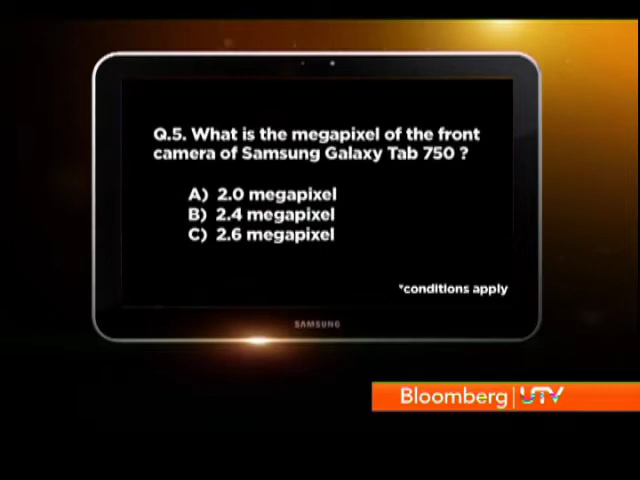 Q.5. What is the megapixel of the front
camera of Samsung Galaxy Tab 750 ?
A) 2.0 megapixel
B) 2.4 megapixel
C) 2.6 megapixel
*conditions apply
SAMSUNG
Bloomberg | UTV